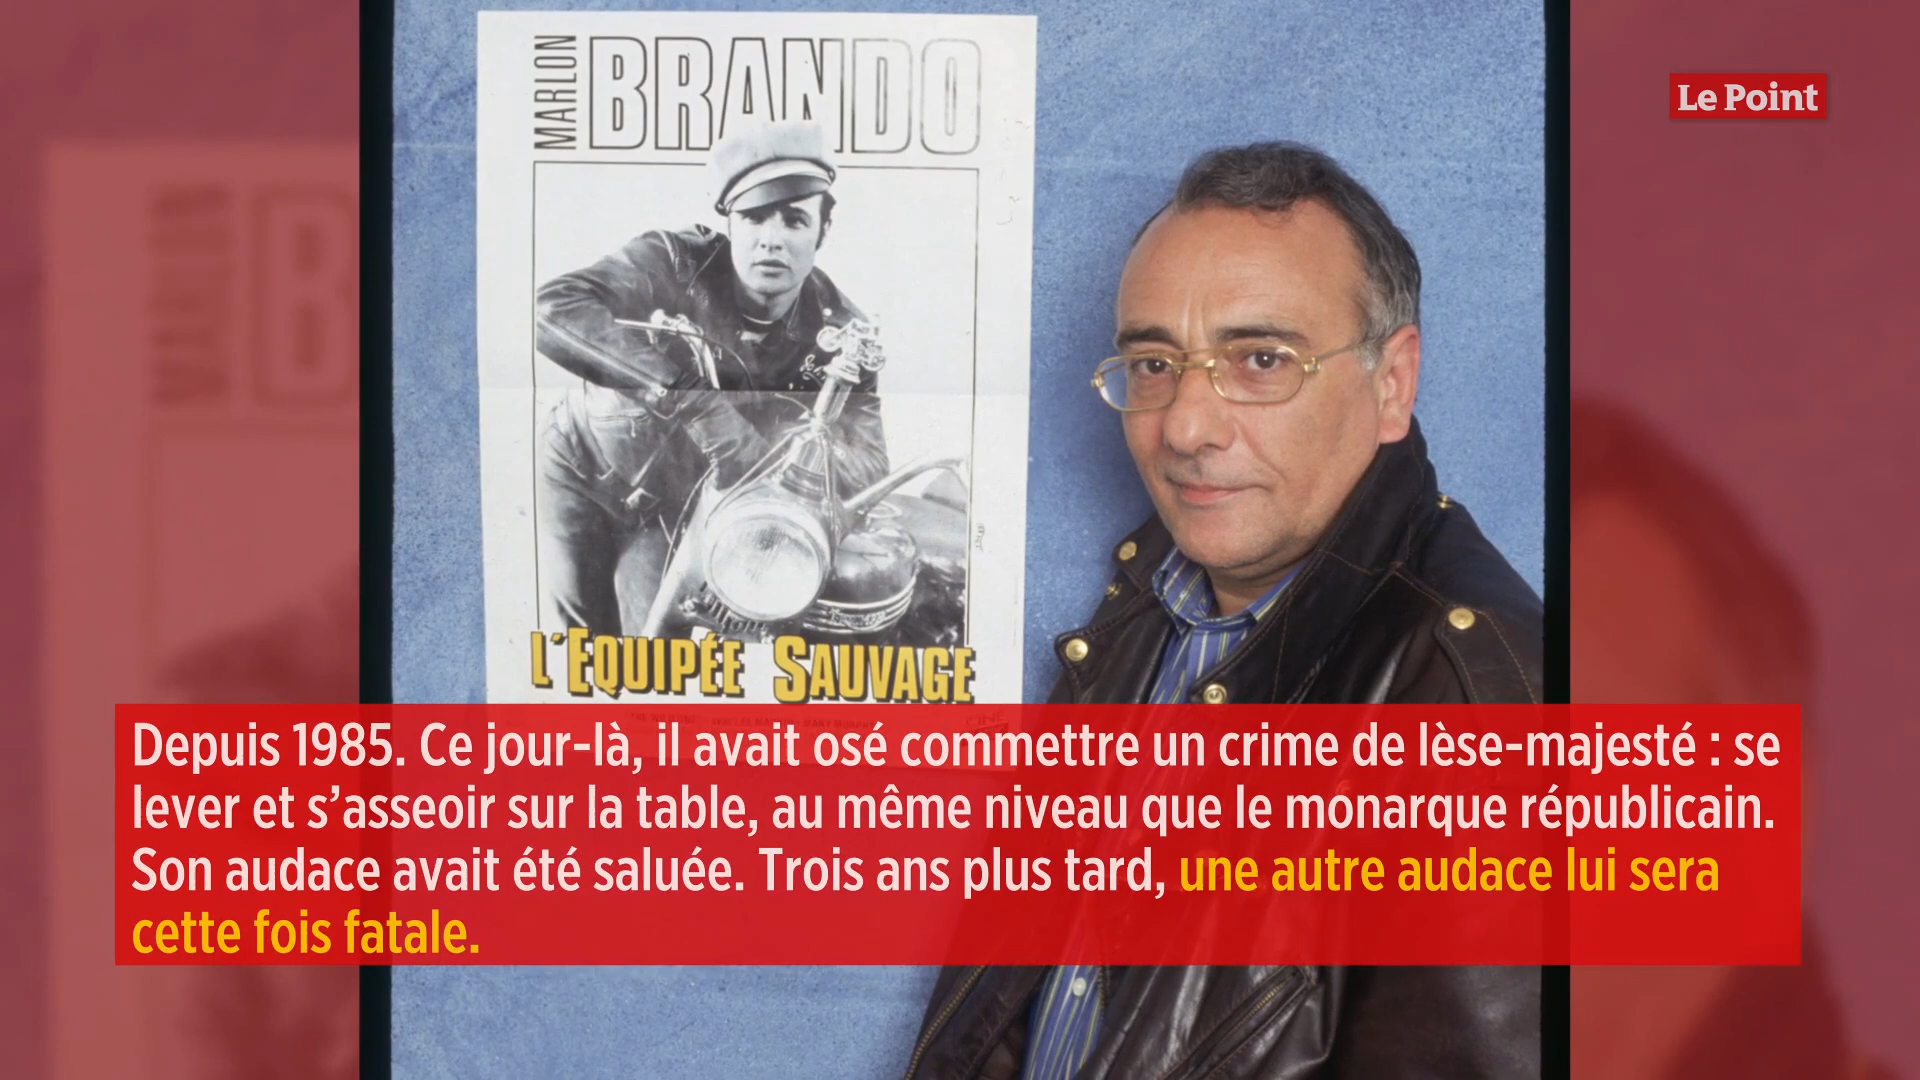 MARLON
BRANDO
Le Point
L'EQUIPÉE SAUVAGE
Depuis 1985. Ce jour-là, il avait osé commettre un crime de lèse-majesté : se
lever et s’asseoir sur la table, au même niveau que le monarque républicain.
Son audace avait été saluée. Trois ans plus tard, une autre audace lui sera
cette fois fatale.